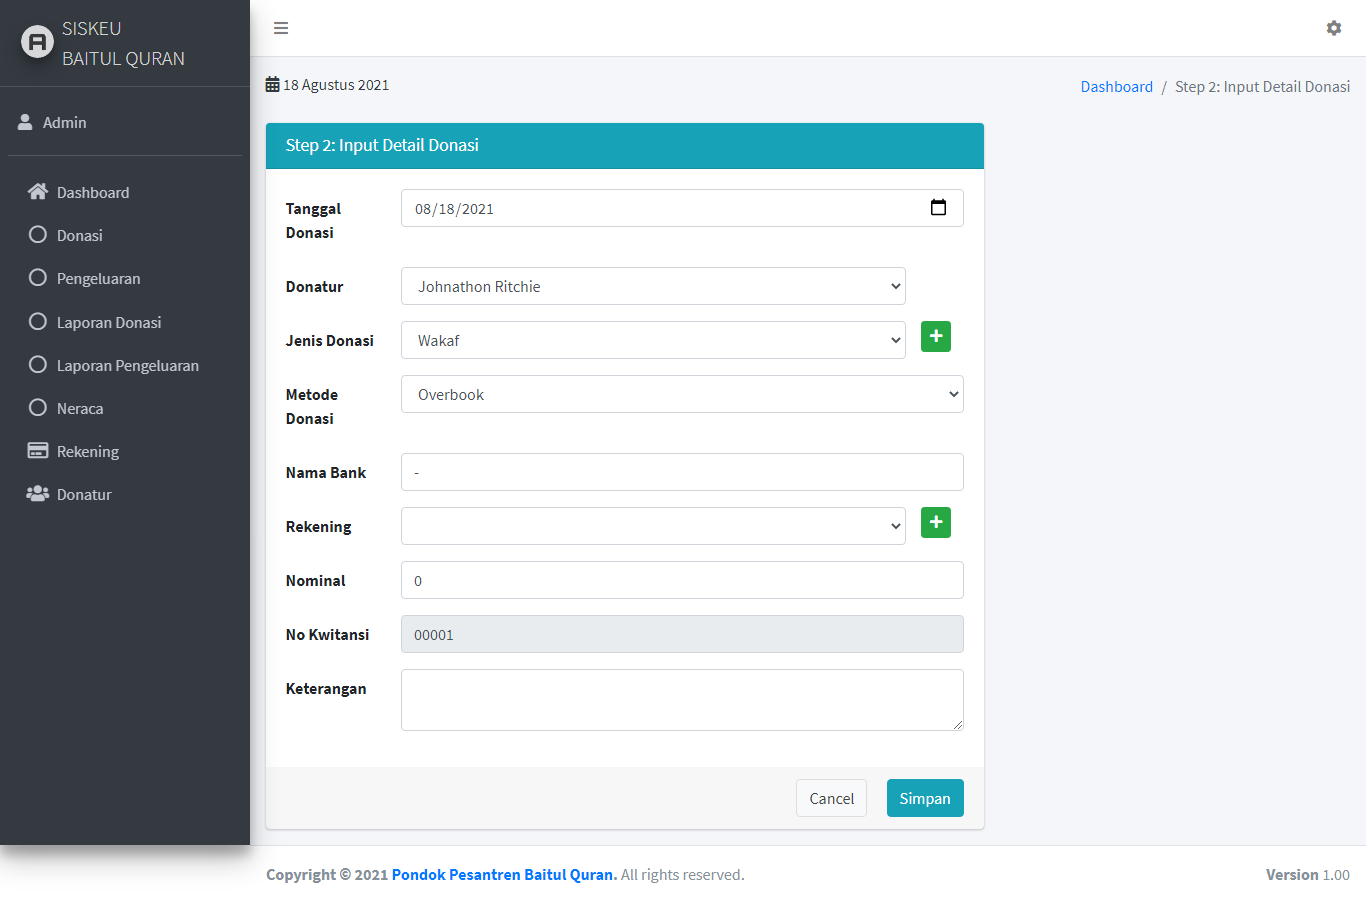 SISKEU
BAITUL QURAN
Admin
Dashboard
Donasi
Pengeluaran
Laporan Donasi
Laporan Pengeluaran
Neraca
Rekening
Donatur
18 Agustus 2021
Dashboard / Step 2: Input Detail Donasi
Step 2: Input Detail Donasi
Tanggal
Donasi
08/18/2021
Donatur
Johnathon Ritchie
Jenis Donasi
Wakaf
Metode
Donasi
Overbook
Nama Bank
-
Rekening
Nominal
0
No Kwitansi
00001
Keterangan
Cancel
Simpan
Copyright © 2021 Pondok Pesantren Baitul Quran. All rights reserved.
Version 1.00